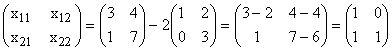 (x₁₁ x₁₂) = (3 4) − 2(1 2) = (3−2 4−4) = (1 0)
(x₂₁ x₂₂) (1 7) (0 3) (1 7−6) (1 1)